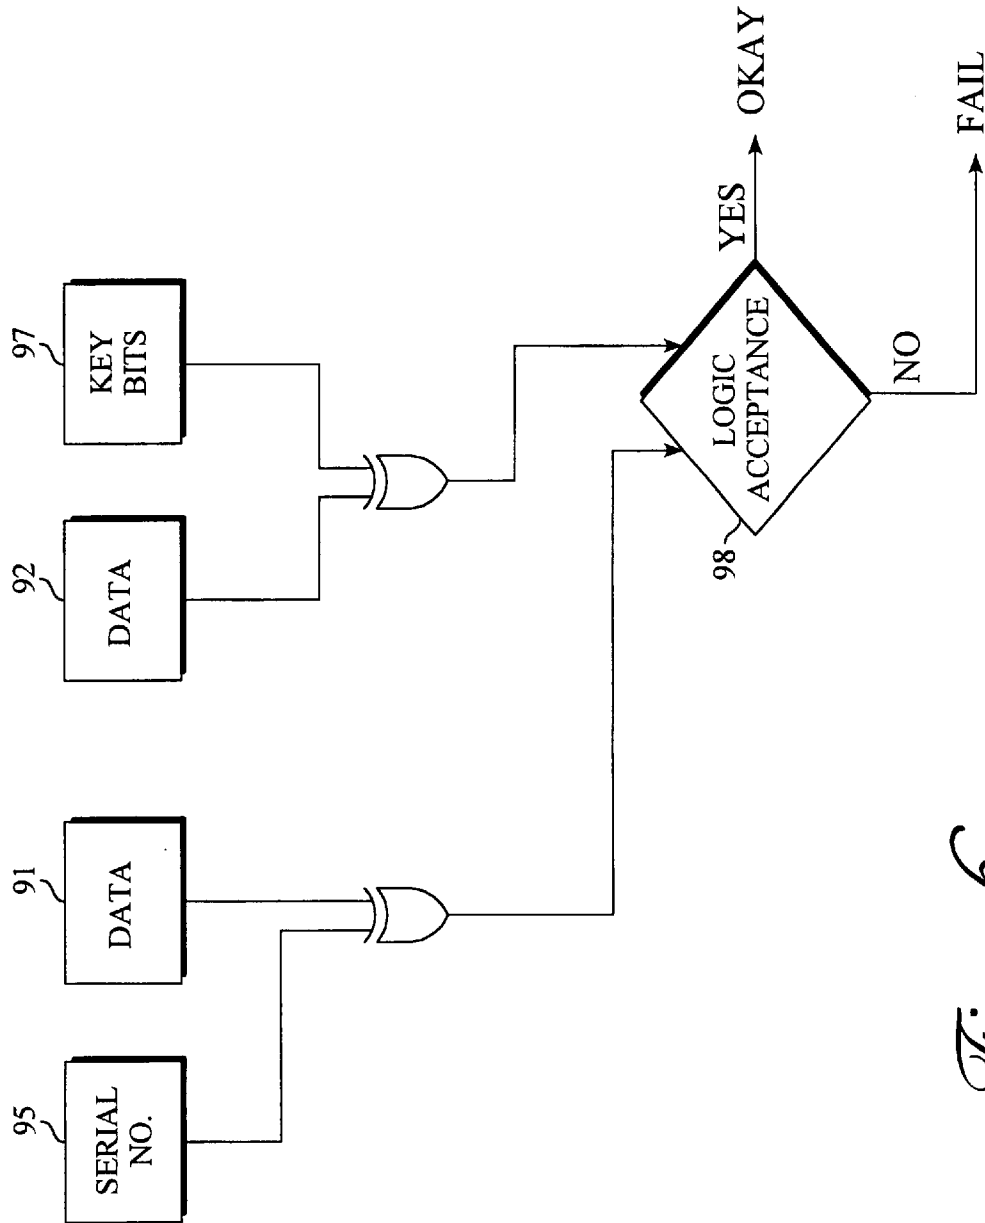 95
SERIAL
NO.
91
DATA
92
DATA
97
KEY
BITS
98
LOGIC
ACCEPTANCE
YES
OKAY
NO
FAIL